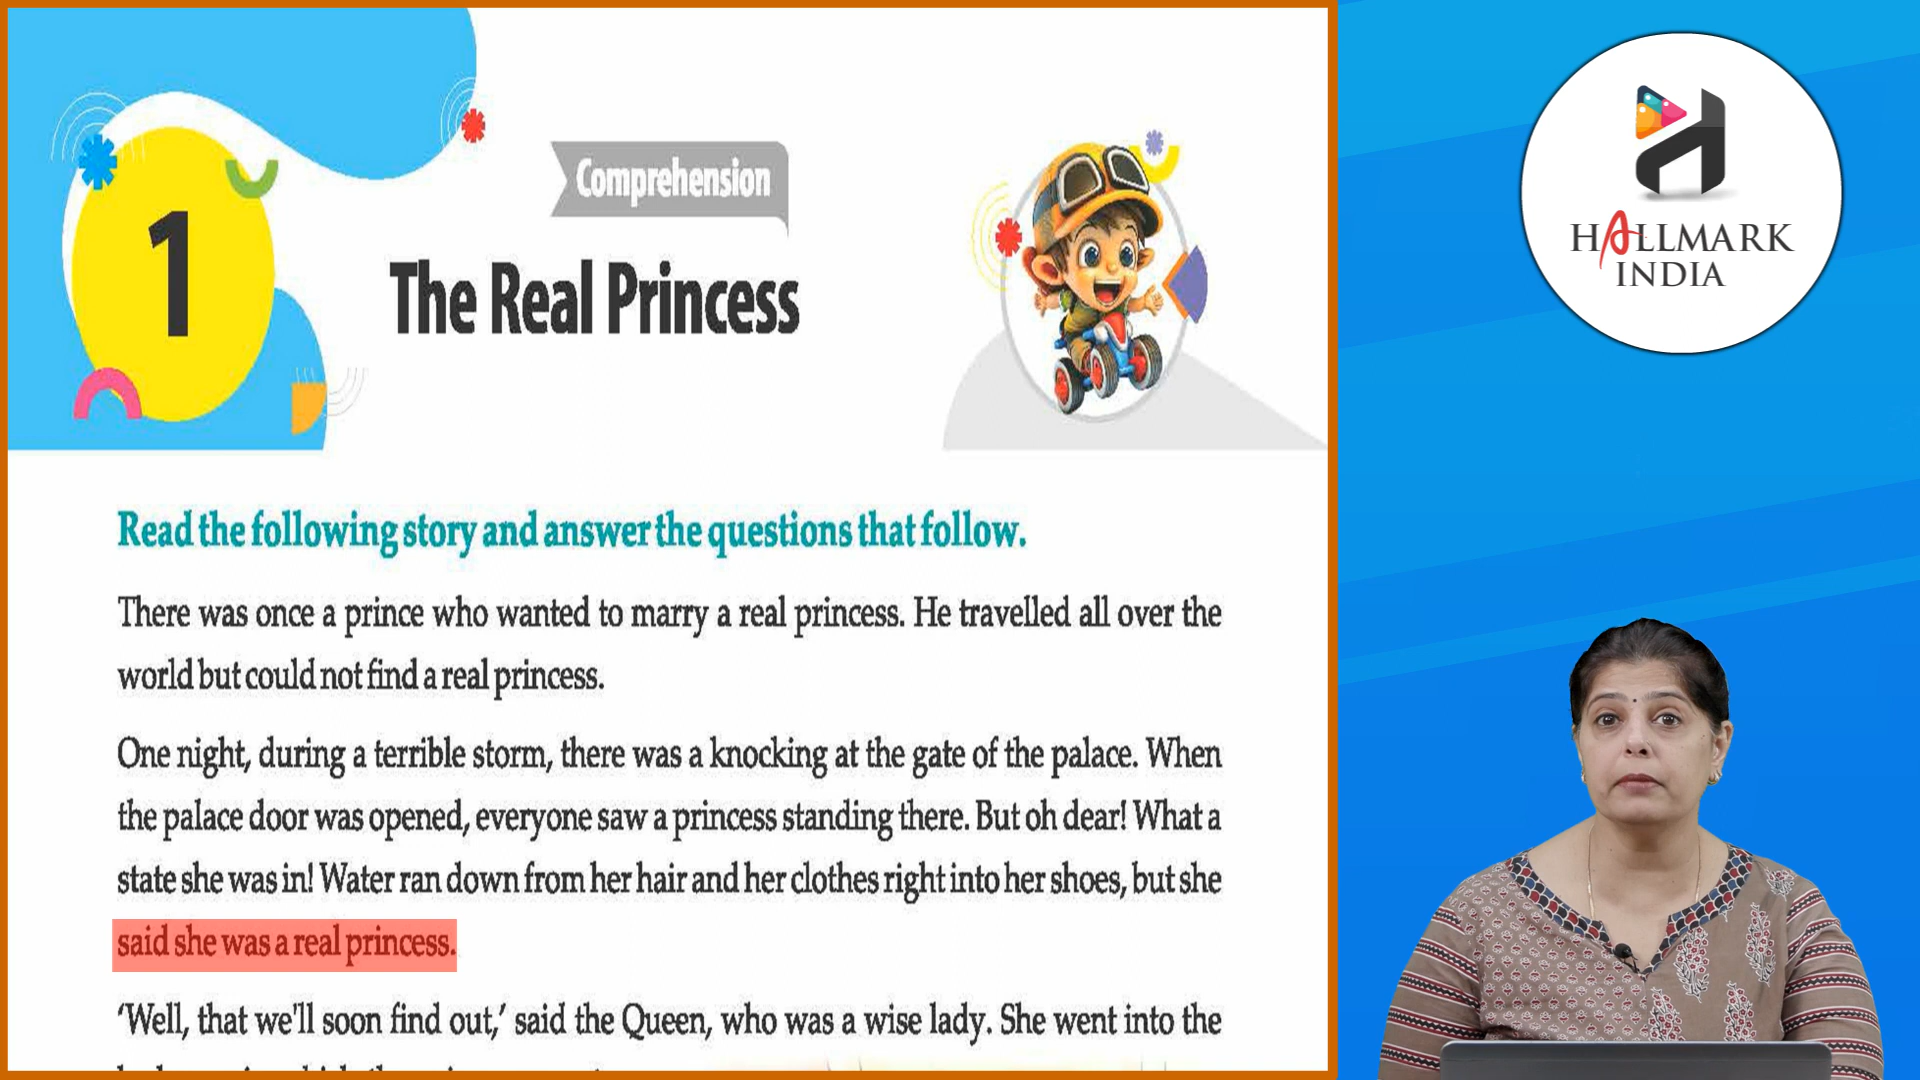 1
Comprehension
The Real Princess
Read the following story and answer the questions that follow.
There was once a prince who wanted to marry a real princess. He travelled all over the
world but could not find a real princess.
One night, during a terrible storm, there was a knocking at the gate of the palace. When
the palace door was opened, everyone saw a princess standing there. But oh dear! What a
state she was in! Water ran down from her hair and her clothes right into her shoes, but she
said she was a real princess.
‘Well, that we'll soon find out,’ said the Queen, who was a wise lady. She went into the
HALLMARK
INDIA